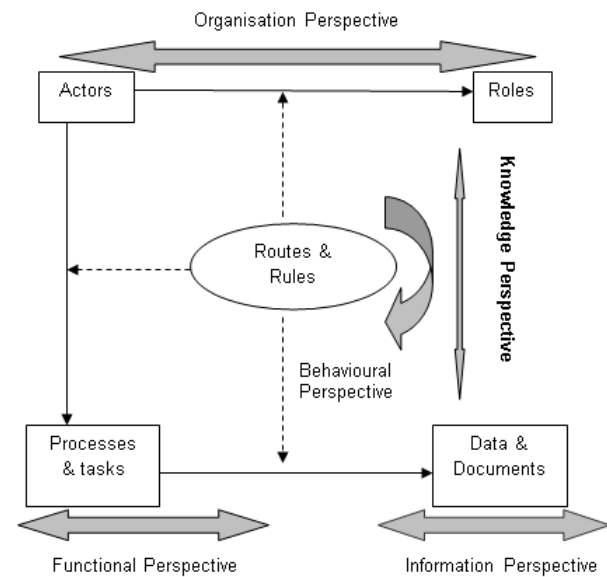 Organisation Perspective
Actors
Roles
Knowledge Perspective
Routes &
Rules
Behavioural
Perspective
Processes
& tasks
Data &
Documents
Functional Perspective
Information Perspective